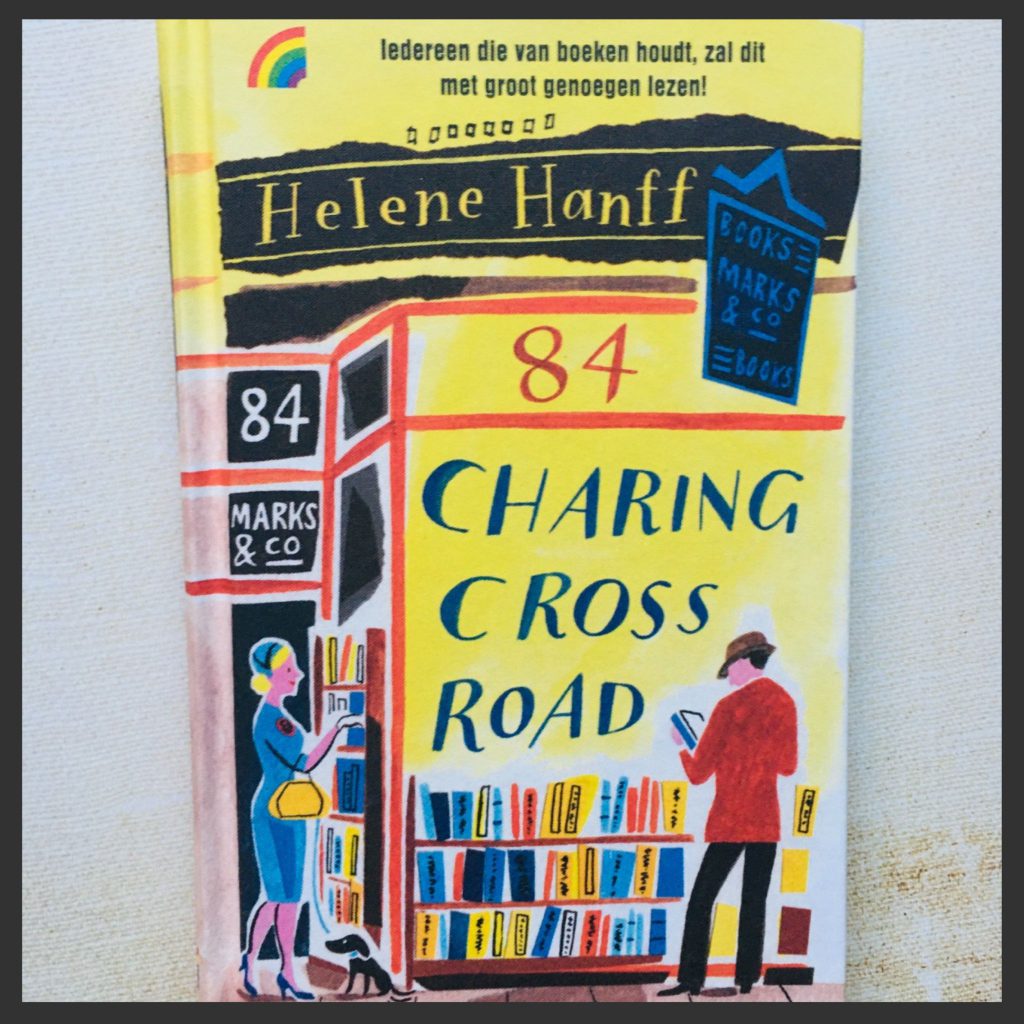 Iedereen die van boeken houdt, zal dit
met groot genoegen lezen!
Helene Hanff
BOOKS
MARKS
& CO
BOOKS
84
84
MARKS
& CO
CHARING
CROSS
ROAD